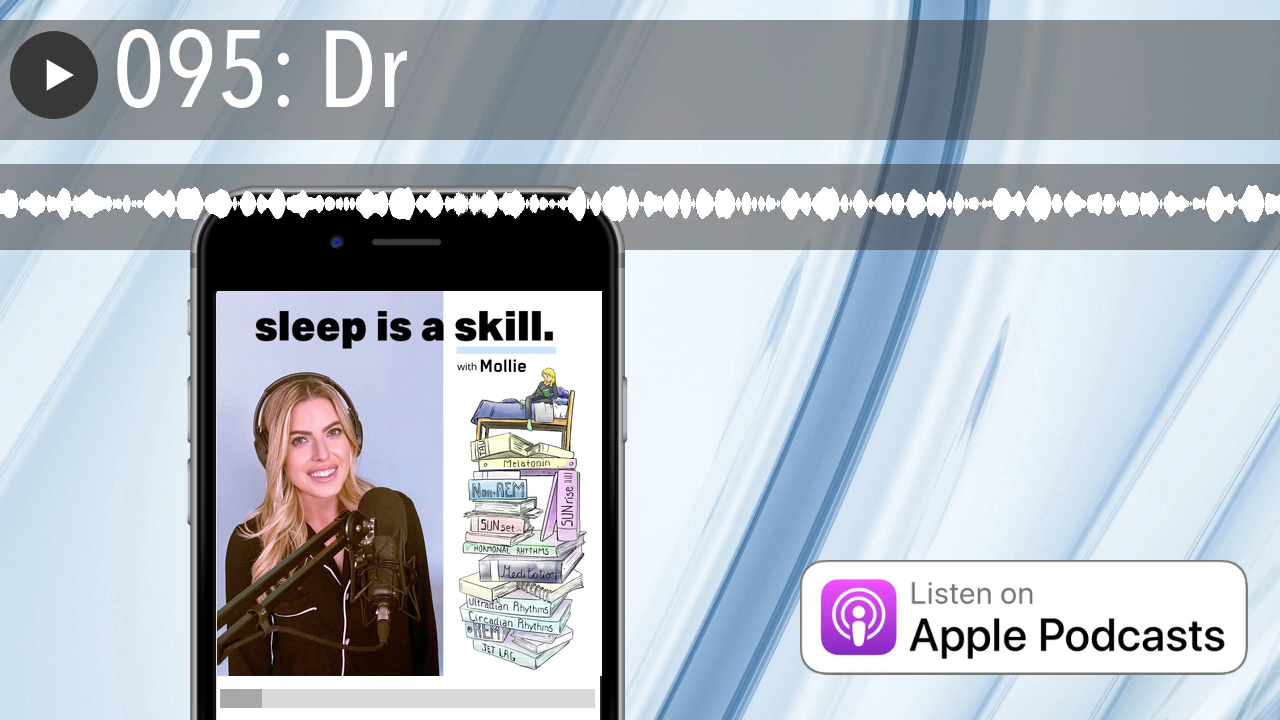 095: Dr
sleep is a skill.
with Mollie
Melatonin
Non-REM
SUNrise
SUNset
HORMONAL RHYTHMS
Meditation
Ultradian Rhythms
Circadian Rhythms
REM
JET LAG
Listen on
Apple Podcasts